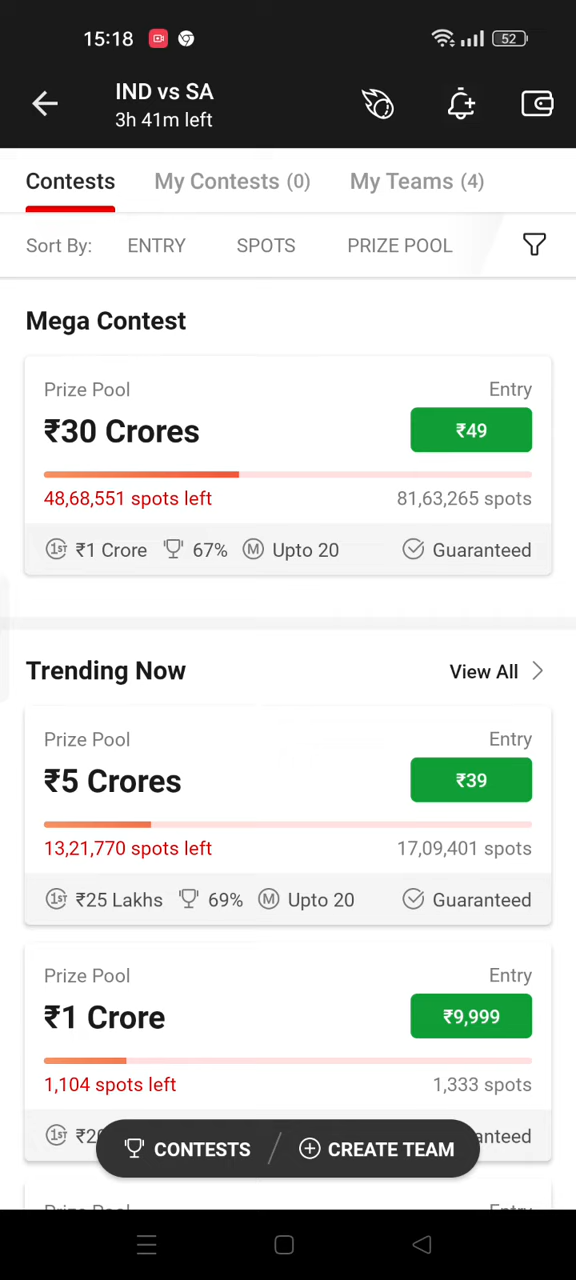 15:18 52
IND vs SA
3h 41m left
Contests My Contests (0) My Teams (4)
Sort By: ENTRY SPOTS PRIZE POOL
Mega Contest
Prize Pool Entry
₹30 Crores ₹49
48,68,551 spots left 81,63,265 spots
1ST ₹1 Crore 67% M Upto 20 Guaranteed
Trending Now View All
Prize Pool Entry
₹5 Crores ₹39
13,21,770 spots left 17,09,401 spots
1ST ₹25 Lakhs 69% M Upto 20 Guaranteed
Prize Pool Entry
₹1 Crore ₹9,999
1,104 spots left 1,333 spots
1ST
CONTESTS / CREATE TEAM